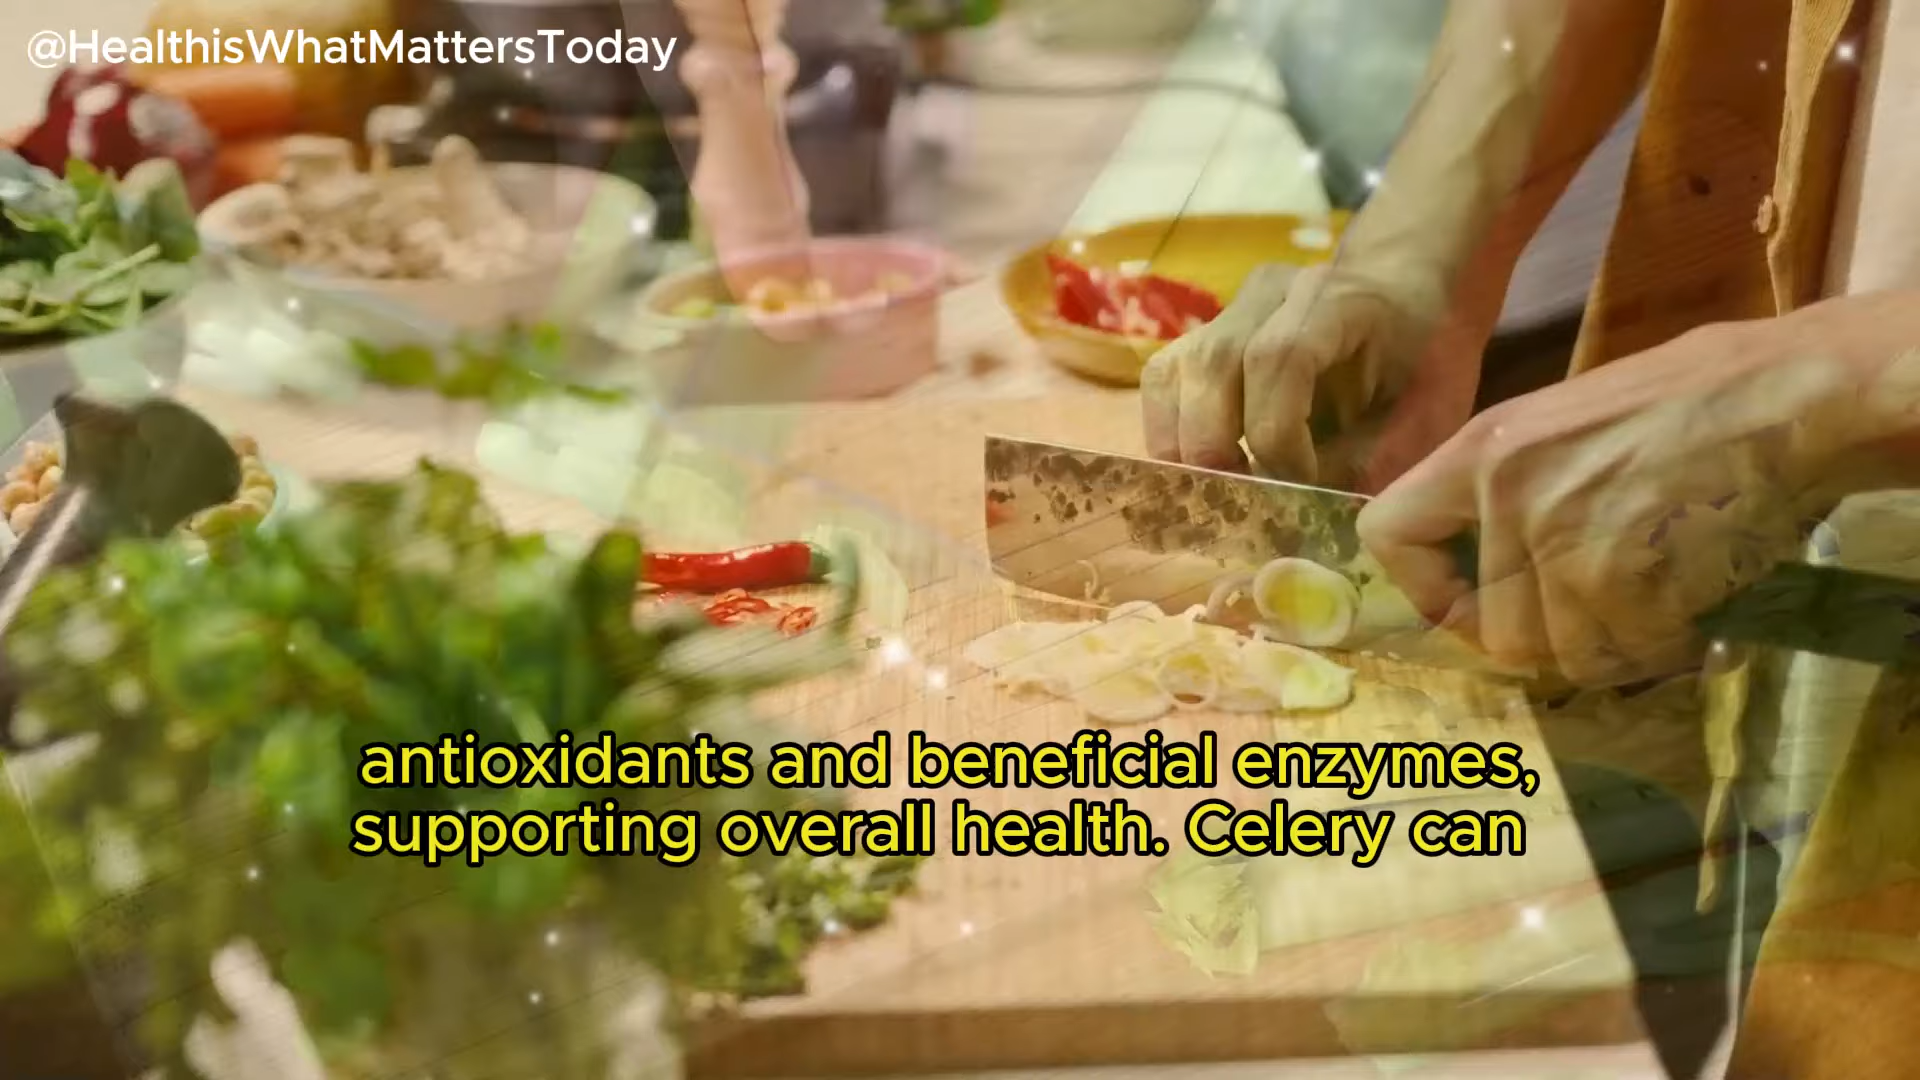 @HealthisWhatMattersToday
antioxidants and beneficial enzymes,
supporting overall health. Celery can